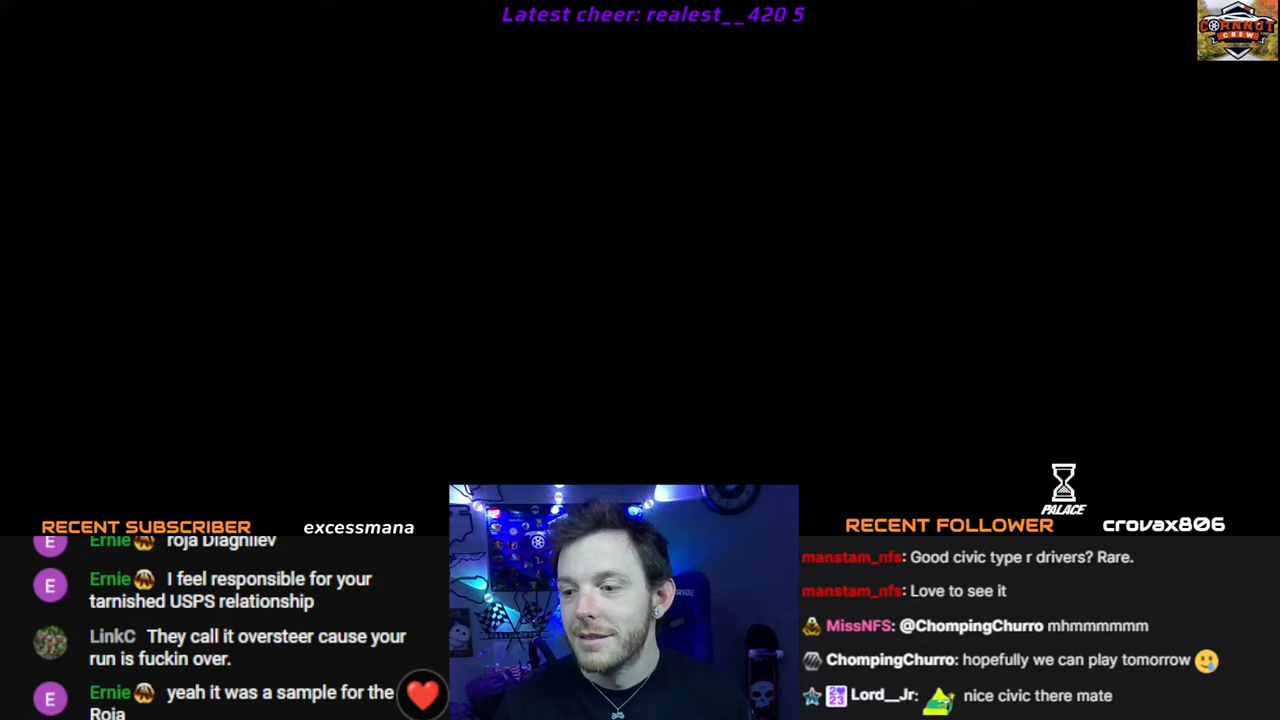 Latest cheer: realest__420 5
CORNNUT
CREW
PALACE
RECENT SUBSCRIBER excessmana
RECENT FOLLOWER crovax806
Ernie roja Diaghilev
Ernie I feel responsible for your
tarnished USPS relationship
LinkC They call it oversteer cause your
run is fuckin over.
Ernie yeah it was a sample for the
Roja
manstam_nfs: Good civic type r drivers? Rare.
manstam_nfs: Love to see it
MissNFS: @ChompingChurro mhmmmmmm
ChompingChurro: hopefully we can play tomorrow
Lord__Jr: nice civic there mate